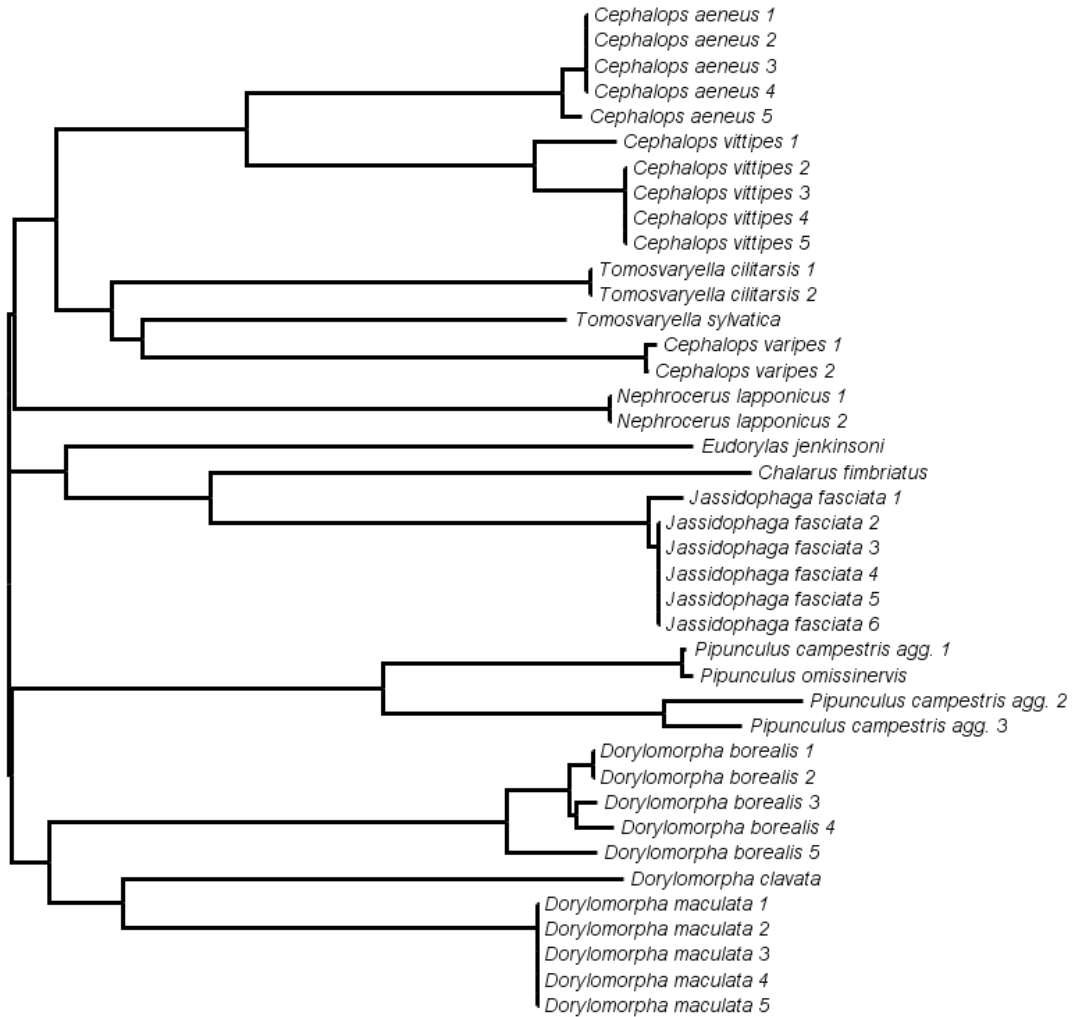 Cephalops aeneus 1
Cephalops aeneus 2
Cephalops aeneus 3
Cephalops aeneus 4
Cephalops aeneus 5
Cephalops vittipes 1
Cephalops vittipes 2
Cephalops vittipes 3
Cephalops vittipes 4
Cephalops vittipes 5
Tomosvaryella cilitarsis 1
Tomosvaryella cilitarsis 2
Tomosvaryella sylvatica
Cephalops varipes 1
Cephalops varipes 2
Nephrocerus lapponicus 1
Nephrocerus lapponicus 2
Eudorylas jenkinsoni
Chalarus fimbriatus
Jassidophaga fasciata 1
Jassidophaga fasciata 2
Jassidophaga fasciata 3
Jassidophaga fasciata 4
Jassidophaga fasciata 5
Jassidophaga fasciata 6
Pipunculus campestris agg. 1
Pipunculus omissinervis
Pipunculus campestris agg. 2
Pipunculus campestris agg. 3
Dorylomorpha borealis 1
Dorylomorpha borealis 2
Dorylomorpha borealis 3
Dorylomorpha borealis 4
Dorylomorpha borealis 5
Dorylomorpha clavata
Dorylomorpha maculata 1
Dorylomorpha maculata 2
Dorylomorpha maculata 3
Dorylomorpha maculata 4
Dorylomorpha maculata 5